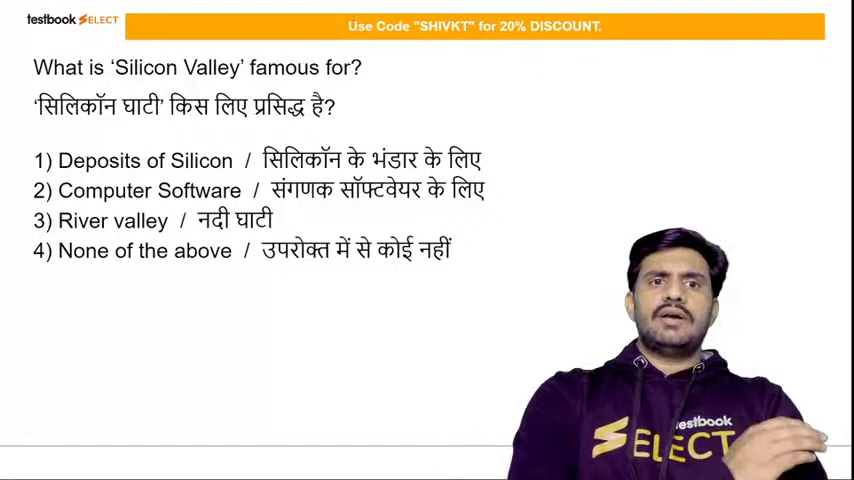 testbook SELECT
Use Code "SHIVKT" for 20% DISCOUNT.
What is ‘Silicon Valley’ famous for?
‘सिलिकॉन घाटी’ किस लिए प्रसिद्ध है?
1) Deposits of Silicon / सिलिकॉन के भंडार के लिए
2) Computer Software / संगणक सॉफ्टवेयर के लिए
3) River valley / नदी घाटी
4) None of the above / उपरोक्त में से कोई नहीं
testbook
SELECT